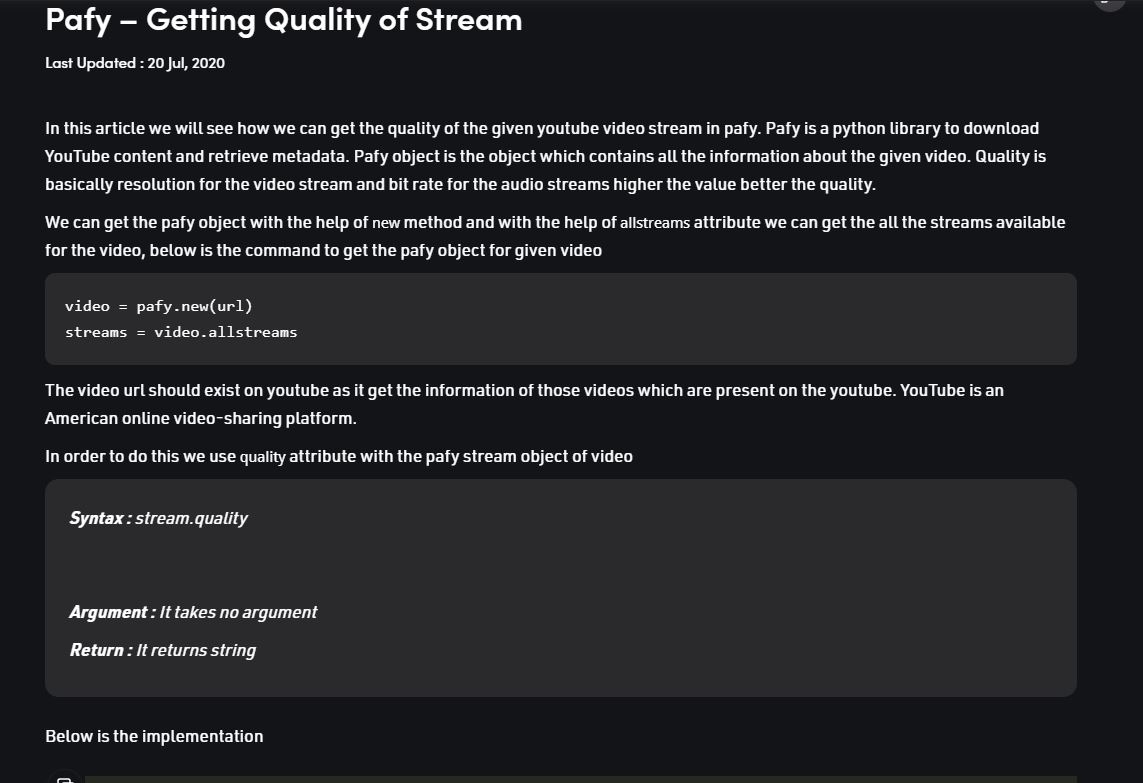 Pafy – Getting Quality of Stream
Last Updated : 20 Jul, 2020
In this article we will see how we can get the quality of the given youtube video stream in pafy. Pafy is a python library to download
YouTube content and retrieve metadata. Pafy object is the object which contains all the information about the given video. Quality is
basically resolution for the video stream and bit rate for the audio streams higher the value better the quality.
We can get the pafy object with the help of new method and with the help of allstreams attribute we can get the all the streams available
for the video, below is the command to get the pafy object for given video
video = pafy.new(url)
streams = video.allstreams
The video url should exist on youtube as it get the information of those videos which are present on the youtube. YouTube is an
American online video-sharing platform.
In order to do this we use quality attribute with the pafy stream object of video
Syntax : stream.quality
Argument : It takes no argument
Return : It returns string
Below is the implementation